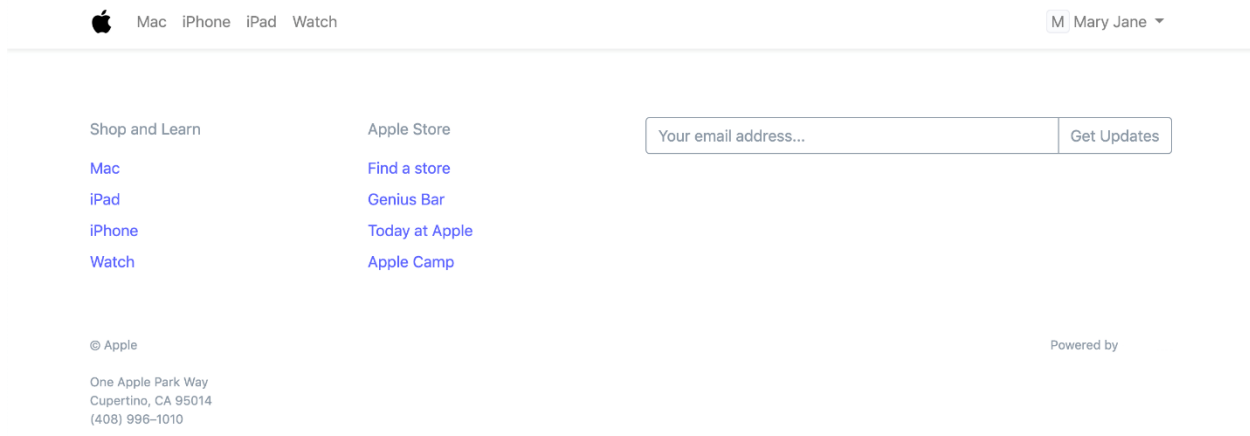 Mac iPhone iPad Watch M Mary Jane
Shop and Learn
Mac
iPad
iPhone
Watch
Apple Store
Find a store
Genius Bar
Today at Apple
Apple Camp
Your email address... Get Updates
© Apple
Powered by
One Apple Park Way
Cupertino, CA 95014
(408) 996–1010